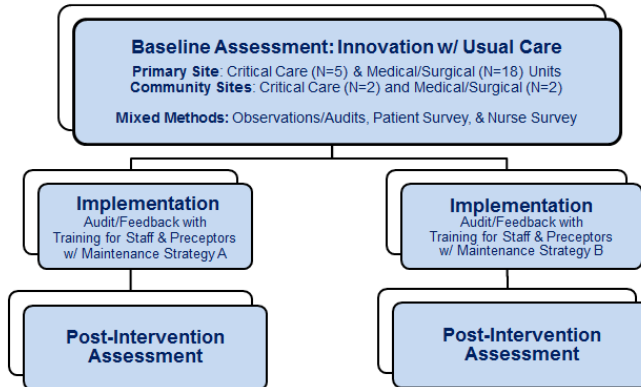 Baseline Assessment: Innovation w/ Usual Care
Primary Site: Critical Care (N=5) & Medical/Surgical (N=18) Units
Community Sites: Critical Care (N=2) and Medical/Surgical (N=2)
Mixed Methods: Observations/Audits, Patient Survey, & Nurse Survey
Implementation
Audit/Feedback with
Training for Staff & Preceptors
w/ Maintenance Strategy A
Implementation
Audit/Feedback with
Training for Staff & Preceptors
w/ Maintenance Strategy B
Post-Intervention
Assessment
Post-Intervention
Assessment